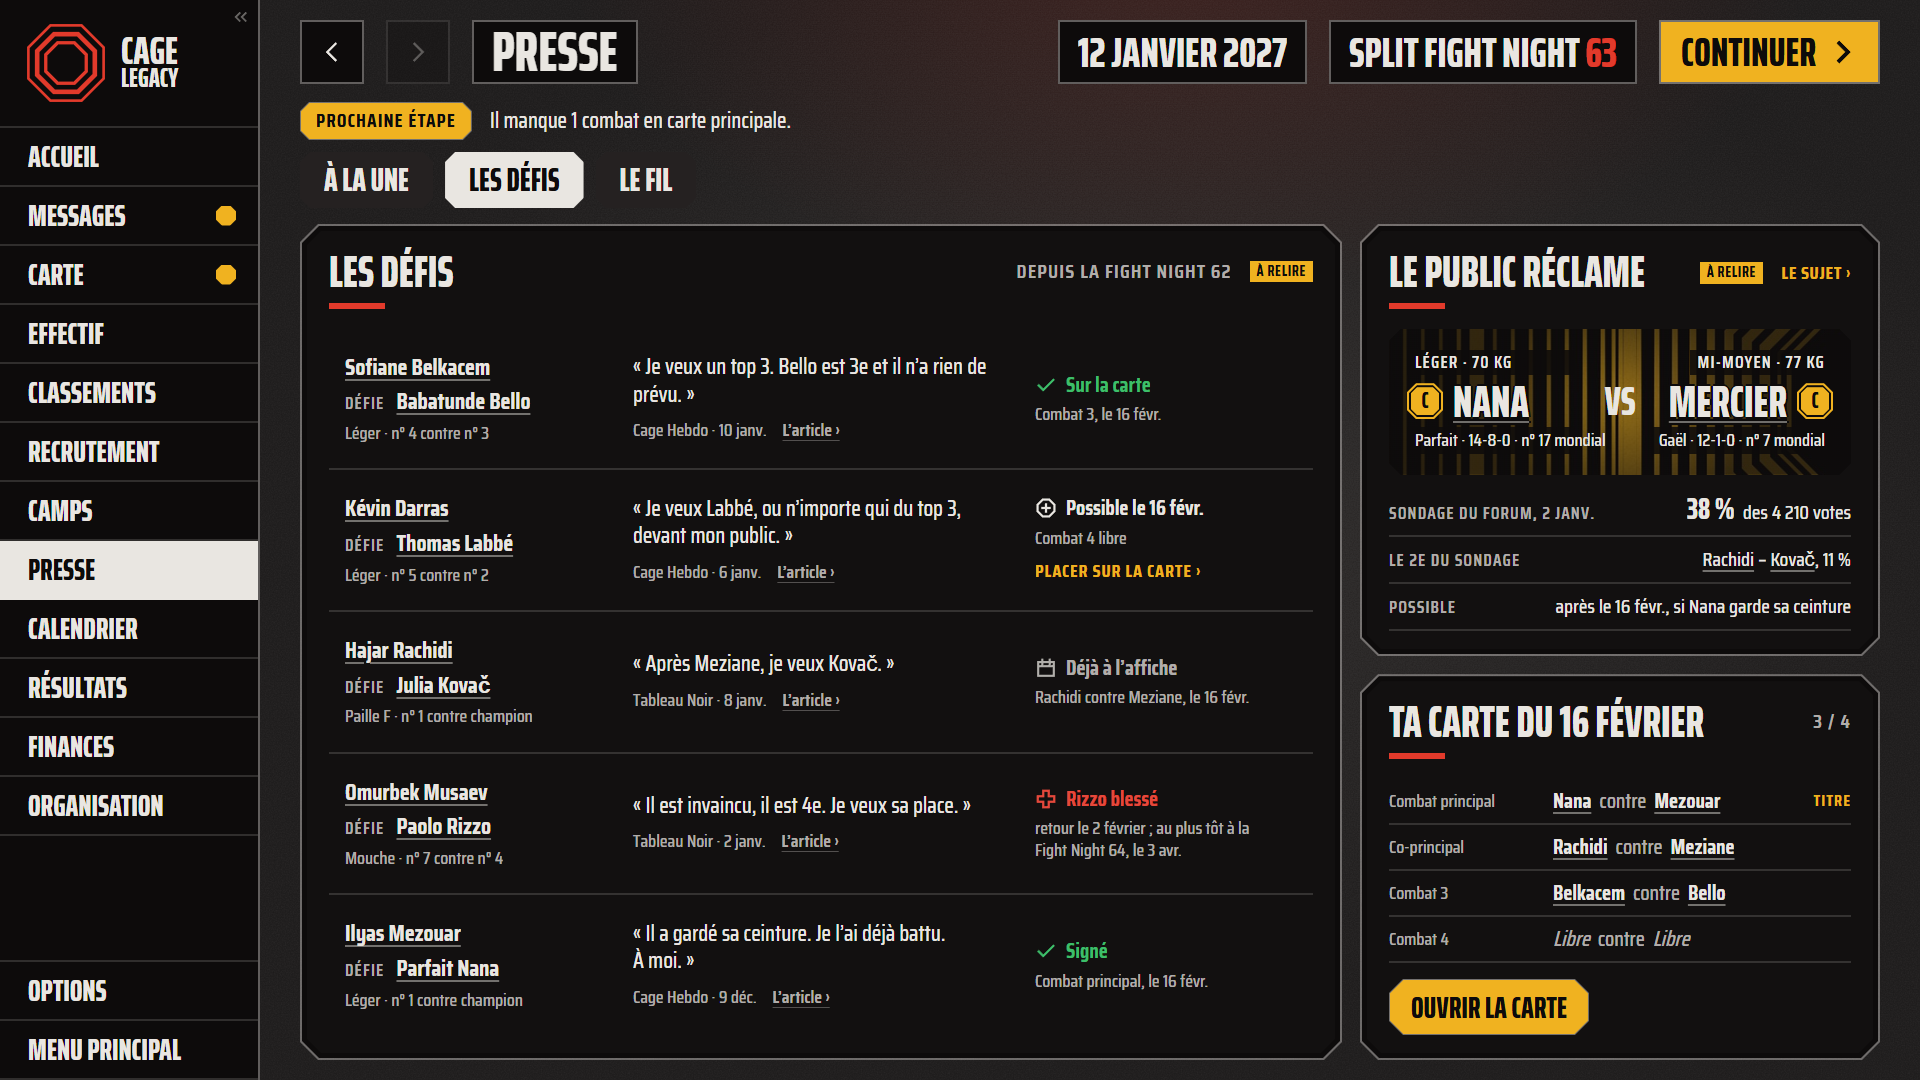 CAGE
LEGACY
ACCUEIL
MESSAGES
CARTE
EFFECTIF
CLASSEMENTS
RECRUTEMENT
CAMPS
PRESSE
CALENDRIER
RÉSULTATS
FINANCES
ORGANISATION
OPTIONS
MENU PRINCIPAL
PRESSE
12 JANVIER 2027
SPLIT FIGHT NIGHT 63
CONTINUER
PROCHAINE ÉTAPE Il manque 1 combat en carte principale.
À LA UNE LES DÉFIS LE FIL
LES DÉFIS
DEPUIS LA FIGHT NIGHT 62 À RELIRE
Sofiane Belkacem
DÉFIE Babatunde Bello
Léger · n° 4 contre n° 3
« Je veux un top 3. Bello est 3e et il n’a rien de
prévu. »
Cage Hebdo · 10 janv. L’article ›
Sur la carte
Combat 3, le 16 févr.
Kévin Darras
DÉFIE Thomas Labbé
Léger · n° 5 contre n° 2
« Je veux Labbé, ou n’importe qui du top 3,
devant mon public. »
Cage Hebdo · 6 janv. L’article ›
Possible le 16 févr.
Combat 4 libre
PLACER SUR LA CARTE ›
Hajar Rachidi
DÉFIE Julia Kovač
Paille F · n° 1 contre champion
« Après Meziane, je veux Kovač. »
Tableau Noir · 8 janv. L’article ›
Déjà à l’affiche
Rachidi contre Meziane, le 16 févr.
Omurbek Musaev
DÉFIE Paolo Rizzo
Mouche · n° 7 contre n° 4
« Il est invaincu, il est 4e. Je veux sa place. »
Tableau Noir · 2 janv. L’article ›
Rizzo blessé
retour le 2 février ; au plus tôt à la
Fight Night 64, le 3 avr.
Ilyas Mezouar
DÉFIE Parfait Nana
Léger · n° 1 contre champion
« Il a gardé sa ceinture. Je l’ai déjà battu.
À moi. »
Cage Hebdo · 9 déc. L’article ›
Signé
Combat principal, le 16 févr.
LE PUBLIC RÉCLAME
À RELIRE LE SUJET ›
LÉGER · 70 KG
C NANA
Parfait · 14-8-0 · n° 17 mondial
VS
MI-MOYEN · 77 KG
MERCIER C
Gaël · 12-1-0 · n° 7 mondial
SONDAGE DU FORUM, 2 JANV. 38 % des 4 210 votes
LE 2E DU SONDAGE Rachidi – Kovač, 11 %
POSSIBLE après le 16 févr., si Nana garde sa ceinture
TA CARTE DU 16 FÉVRIER 3 / 4
Combat principal Nana contre Mezouar TITRE
Co-principal Rachidi contre Meziane
Combat 3 Belkacem contre Bello
Combat 4 Libre contre Libre
OUVRIR LA CARTE